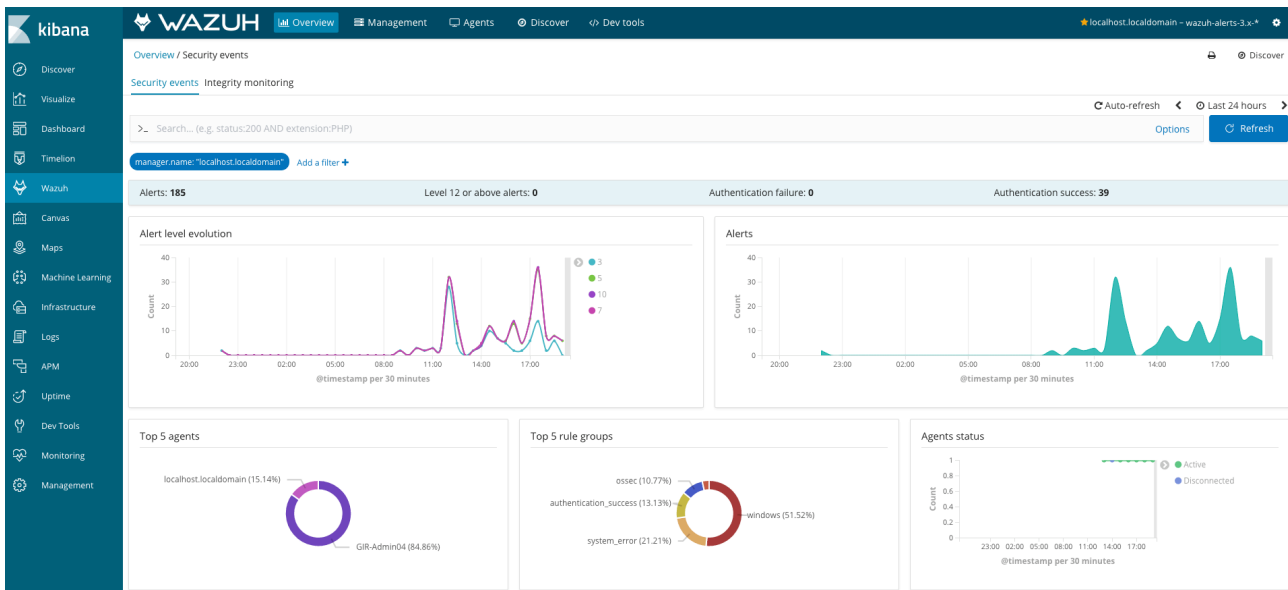 kibana
Discover
Visualize
Dashboard
Timelion
Wazuh
Canvas
Maps
Machine Learning
Infrastructure
Logs
APM
Uptime
Dev Tools
Monitoring
Management
WAZUH Overview Management Agents Discover </> Dev tools localhost.localdomain – wazuh-alerts-3.x-*
Overview / Security events Discover
Security events Integrity monitoring
Auto-refresh Last 24 hours
>_ Search... (e.g. status:200 AND extension:PHP) Options Refresh
manager.name: "localhost.localdomain" Add a filter +
Alerts: 185 Level 12 or above alerts: 0 Authentication failure: 0 Authentication success: 39
Alert level evolution
40
30
20
10
0
Count
20:00 23:00 02:00 05:00 08:00 11:00 14:00 17:00
@timestamp per 30 minutes
3
5
10
7
Alerts
40
30
20
10
0
Count
20:00 23:00 02:00 05:00 08:00 11:00 14:00 17:00
@timestamp per 30 minutes
Top 5 agents
localhost.localdomain (15.14%)
GIR-Admin04 (84.86%)
Top 5 rule groups
ossec (10.77%)
authentication_success (13.13%)
windows (51.52%)
system_error (21.21%)
Agents status
1
0.8
0.6
0.4
0.2
0
Count
23:00 02:00 05:00 08:00 11:00 14:00 17:00
@timestamp per 30 minutes
Active
Disconnected